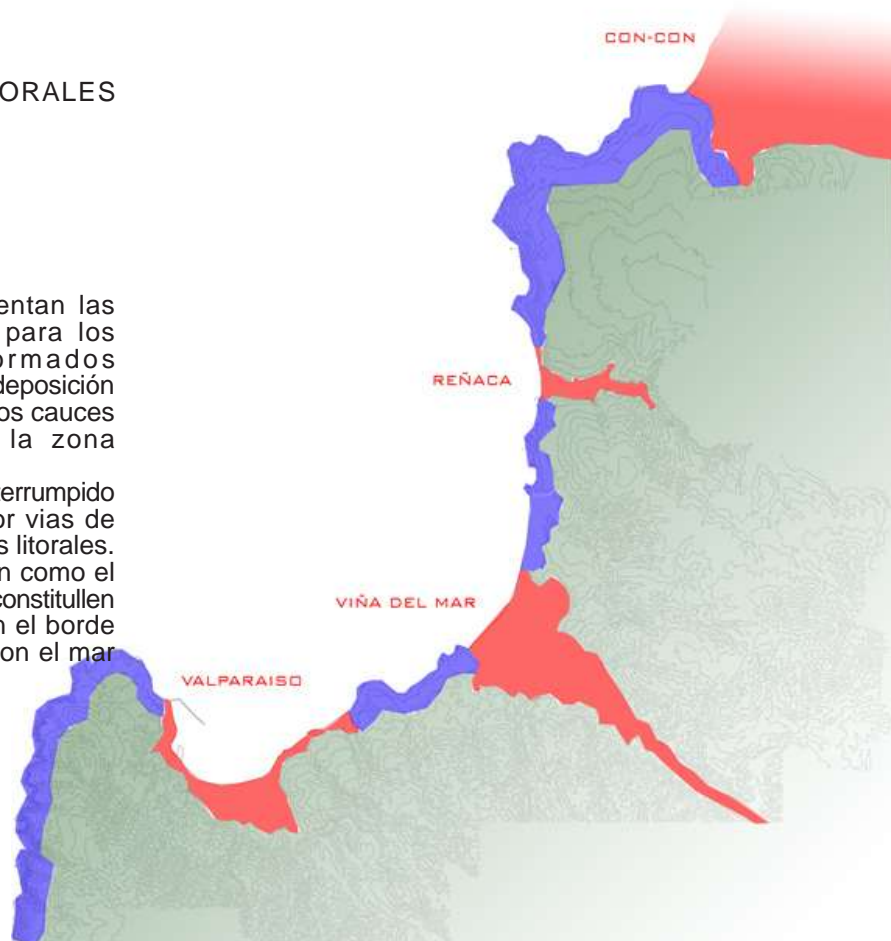 CON-CON
ORALES
entan las
para los
ormados
deposición
os cauces
la zona
REÑACA
terrumpido
or vias de
s litorales.
n como el
constitullen
n el borde
on el mar
VIÑA DEL MAR
VALPARAISO